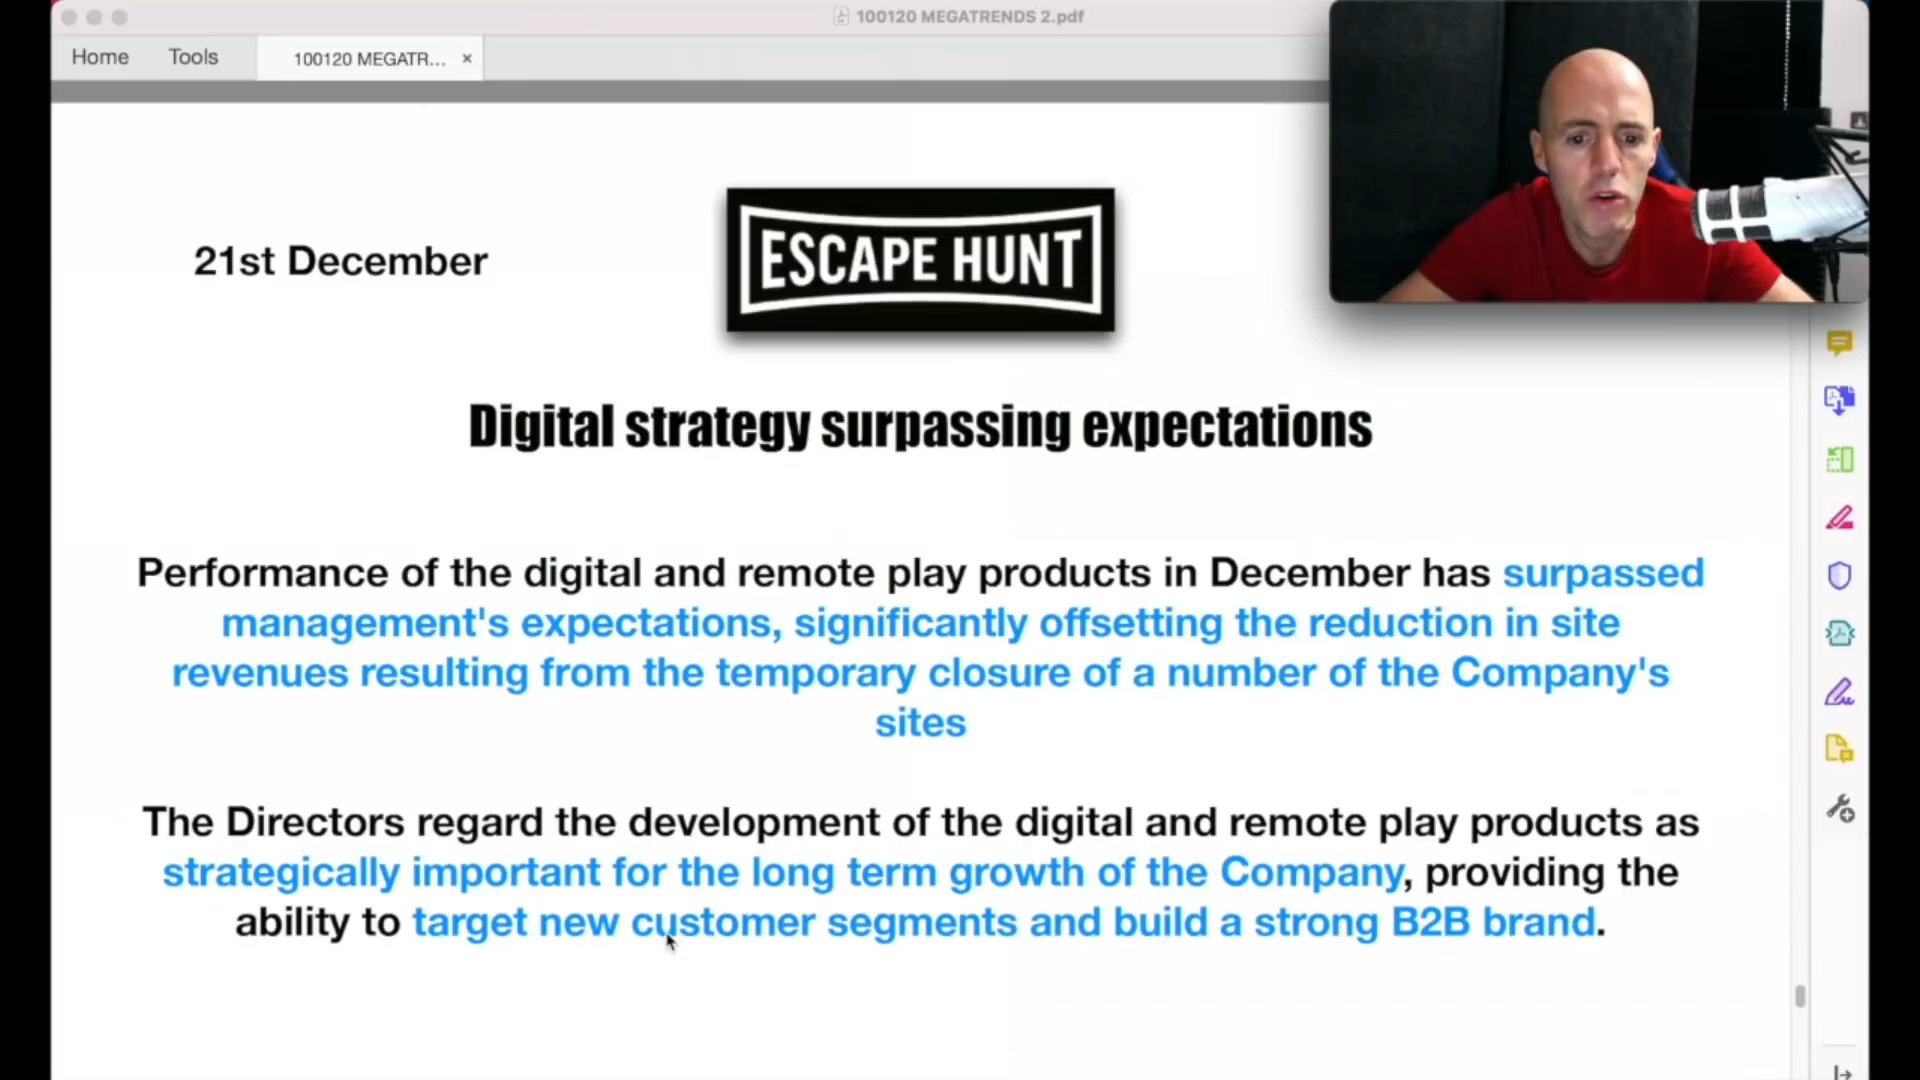 100120 MEGATRENDS 2.pdf
Home Tools 100120 MEGATR... ×
21st December
ESCAPE HUNT
Digital strategy surpassing expectations
Performance of the digital and remote play products in December has surpassed
management's expectations, significantly offsetting the reduction in site
revenues resulting from the temporary closure of a number of the Company's
sites
The Directors regard the development of the digital and remote play products as
strategically important for the long term growth of the Company, providing the
ability to target new customer segments and build a strong B2B brand.